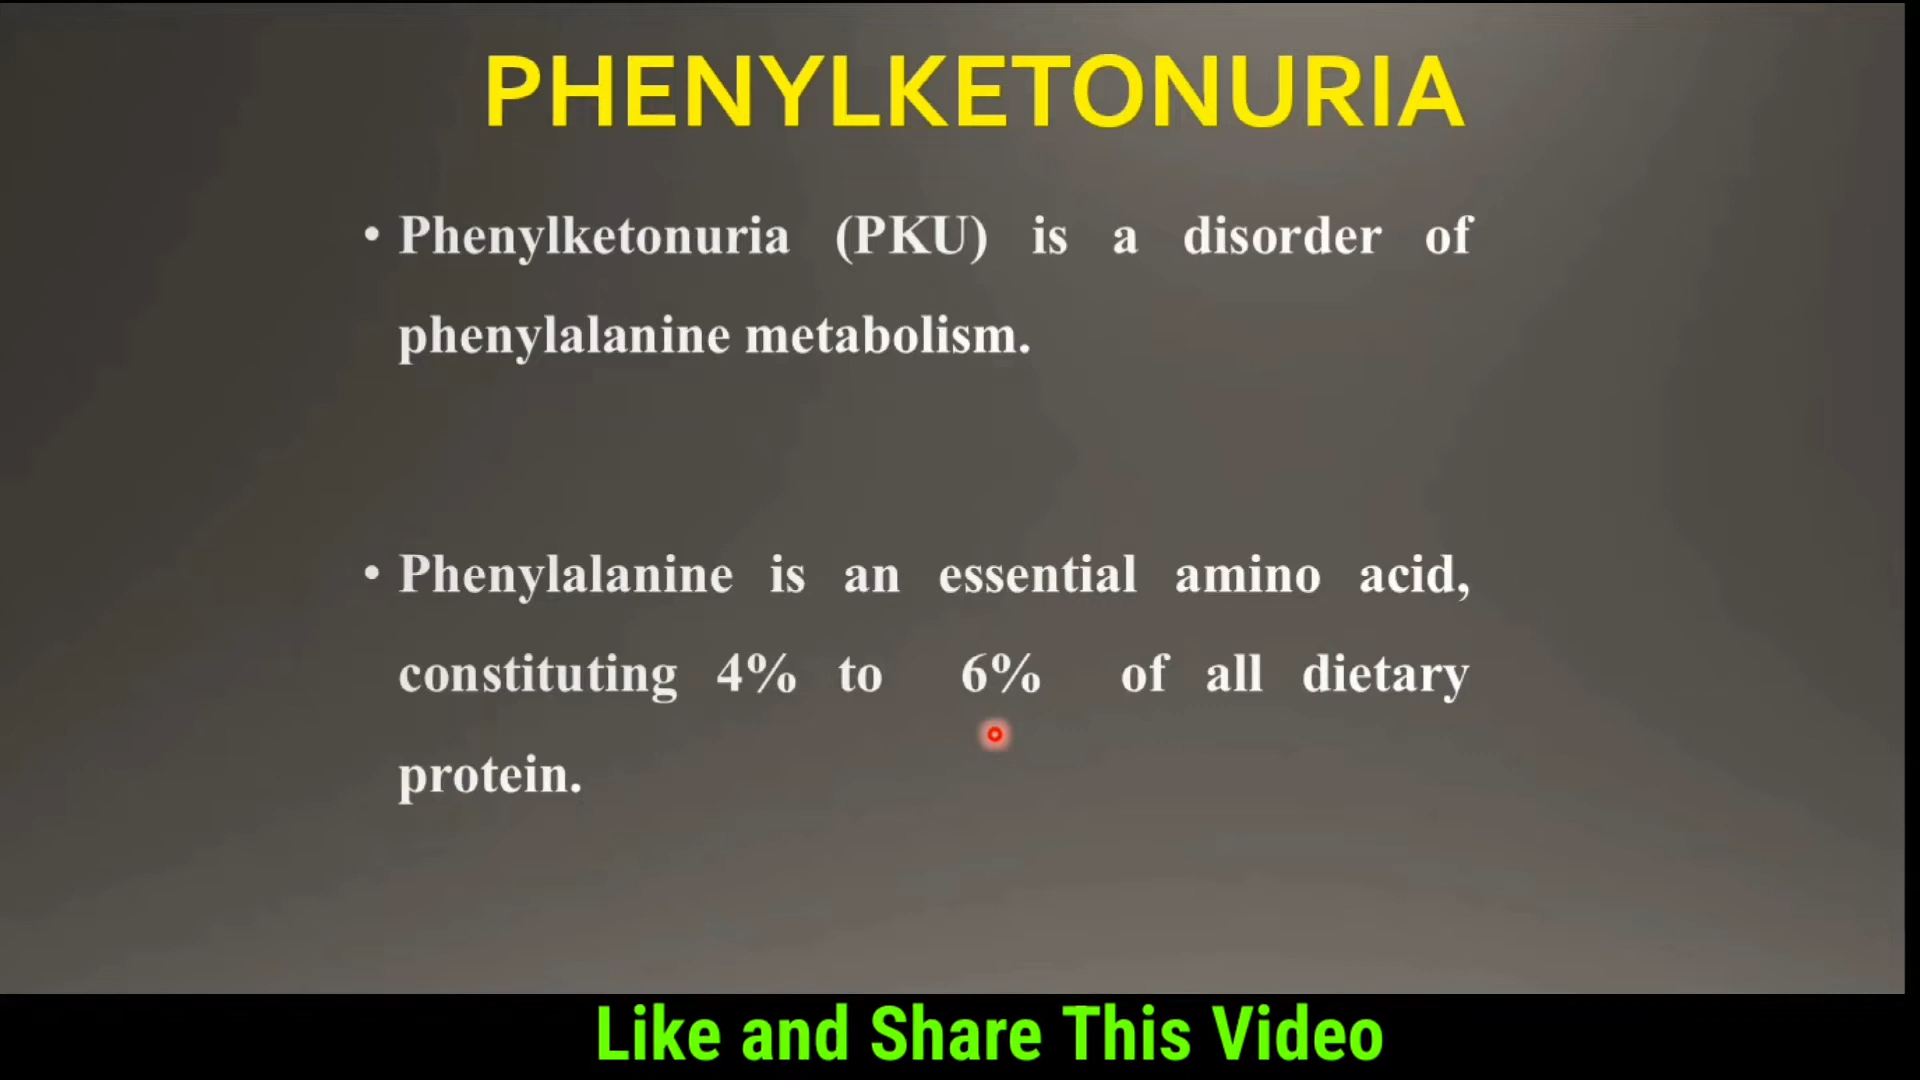 PHENYLKETONURIA
• Phenylketonuria (PKU) is a disorder of
phenylalanine metabolism.
• Phenylalanine is an essential amino acid,
constituting 4% to 6% of all dietary
protein.
Like and Share This Video